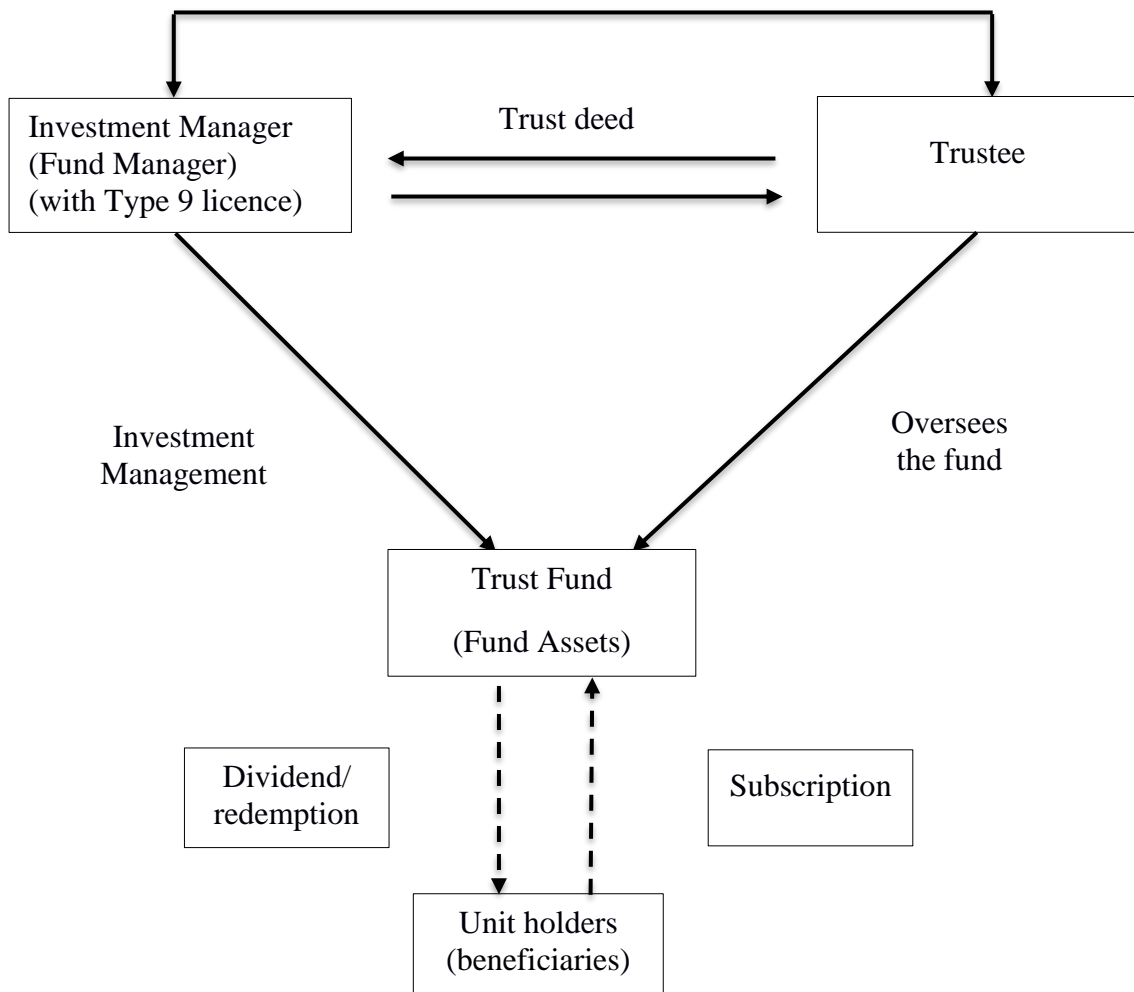 Investment Manager
(Fund Manager)
(with Type 9 licence)
Trust deed
Trustee
Investment
Management
Oversees
the fund
Trust Fund
(Fund Assets)
Dividend/
redemption
Subscription
Unit holders
(beneficiaries)